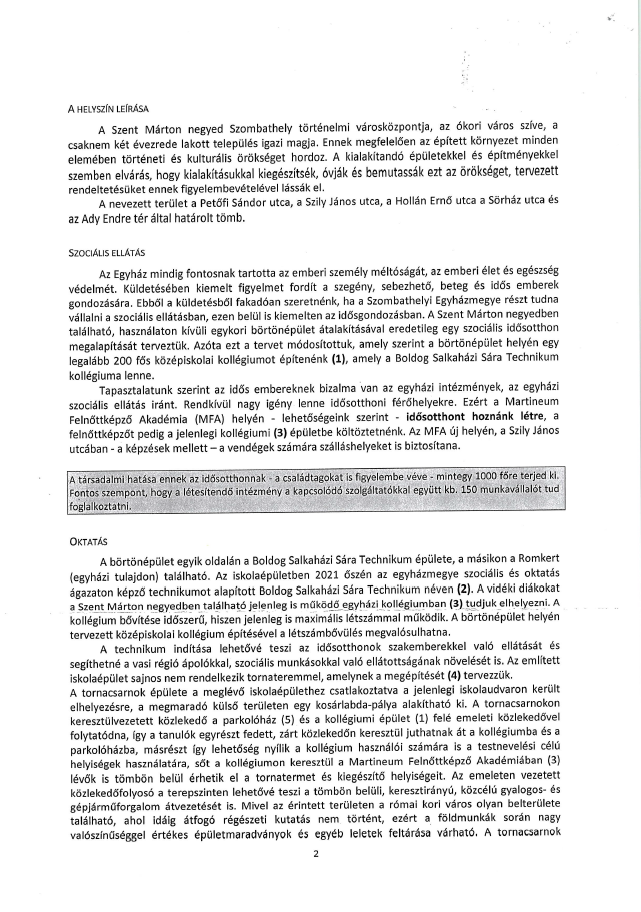 A HELYSZÍN LEÍRÁSA
A Szent Márton negyed Szombathely történelmi városközpontja, az ókori város szíve, a
csaknem két évezrede lakott település igazi magja. Ennek megfelelően az épített környezet minden
elemében történeti és kulturális örökséget hordoz. A kialakítandó épületekkel és építményekkel
szemben elvárás, hogy kialakításukkal kiegészítsék, óvják és bemutassák ezt az örökséget, tervezett
rendeltetésüket ennek figyelembevételével lássák el.
A nevezett terület a Petőfi Sándor utca, a Szily János utca, a Hollán Ernő utca a Sörház utca és
az Ady Endre tér által határolt tömb.
SZOCIÁLIS ELLÁTÁS
Az Egyház mindig fontosnak tartotta az emberi személy méltóságát, az emberi élet és egészség
védelmét. Küldetésében kiemelt figyelmet fordít a szegény, sebezhető, beteg és idős emberek
gondozására. Ebből a küldetésből fakadóan szeretnénk, ha a Szombathelyi Egyházmegye részt tudna
vállalni a szociális ellátásban, ezen belül is kiemelten az idősgondozásban. A Szent Márton negyedben
található, használaton kívüli egykori börtönépület átalakításával eredetileg egy szociális idősotthon
megalapítását terveztük. Azóta ezt a tervet módosítottuk, amely szerint a börtönépület helyén egy
legalább 200 fős középiskolai kollégiumot építenénk (1), amely a Boldog Salkaházi Sára Technikum
kollégiuma lenne.
Tapasztalatunk szerint az idős embereknek bizalma van az egyházi intézmények, az egyházi
szociális ellátás iránt. Rendkívül nagy igény lenne idősotthoni férőhelyekre. Ezért a Martineum
Felnőttképző Akadémia (MFA) helyén - lehetőségeink szerint - idősotthont hoznánk létre, a
felnőttképzőt pedig a jelenlegi kollégiumi (3) épületbe költöztetnénk. Az MFA új helyén, a Szily János
utcában - a képzések mellett – a vendégek számára szálláshelyeket is biztosítana.
A társadalmi hatása ennek az idősotthonnak - a családtagokat is figyelembe véve - mintegy 1000 főre terjed ki.
Fontos szempont, hogy a létesítendő intézmény a kapcsolódó szolgáltatókkal együtt kb. 150 munkavállalót tud
foglalkoztatni.
OKTATÁS
A börtönépület egyik oldalán a Boldog Salkaházi Sára Technikum épülete, a másikon a Romkert
(egyházi tulajdon) található. Az iskolaépületben 2021 őszén az egyházmegye szociális és oktatás
ágazaton képző technikumot alapított Boldog Salkaházi Sára Technikum néven (2). A vidéki diákokat
a Szent Márton negyedben található jelenleg is működő egyházi kollégiumban (3) tudjuk elhelyezni. A
kollégium bővítése időszerű, hiszen jelenleg is maximális létszámmal működik. A börtönépület helyén
tervezett középiskolai kollégium építésével a létszámbővülés megvalósulhatna.
A technikum indítása lehetővé teszi az idősotthonok szakemberekkel való ellátását és
segíthetné a vasi régió ápolókkal, szociális munkásokkal való ellátottságának növelését is. Az említett
iskolaépület sajnos nem rendelkezik tornateremmel, amelynek a megépítését (4) tervezzük.
A tornacsarnok épülete a meglévő iskolaépülethez csatlakoztatva a jelenlegi iskolaudvaron került
elhelyezésre, a megmaradó külső területen egy kosárlabda-pálya alakítható ki. A tornacsarnokon
keresztülvezetett közlekedő a parkolóház (5) és a kollégiumi épület (1) felé emeleti közlekedővel
folytatódna, így a tanulók egyrészt fedett, zárt közlekedőn keresztül juthatnak át a kollégiumba és a
parkolóházba, másrészt így lehetőség nyílik a kollégium használói számára is a testnevelési célú
helyiségek használatára, sőt a kollégiumon keresztül a Martineum Felnőttképző Akadémiában (3)
lévők is tömbön belül érhetik el a tornatermet és kiegészítő helyiségeit. Az emeleten vezetett
közlekedőfolyosó a terepszinten lehetővé teszi a tömbön belüli, keresztirányú, közcélú gyalogos- és
gépjárműforgalom átvezetését is. Mivel az érintett területen a római kori város olyan belterülete
található, ahol idáig átfogó régészeti kutatás nem történt, ezért a földmunkák során nagy
valószínűséggel értékes épületmaradványok és egyéb leletek feltárása várható. A tornacsarnok
2